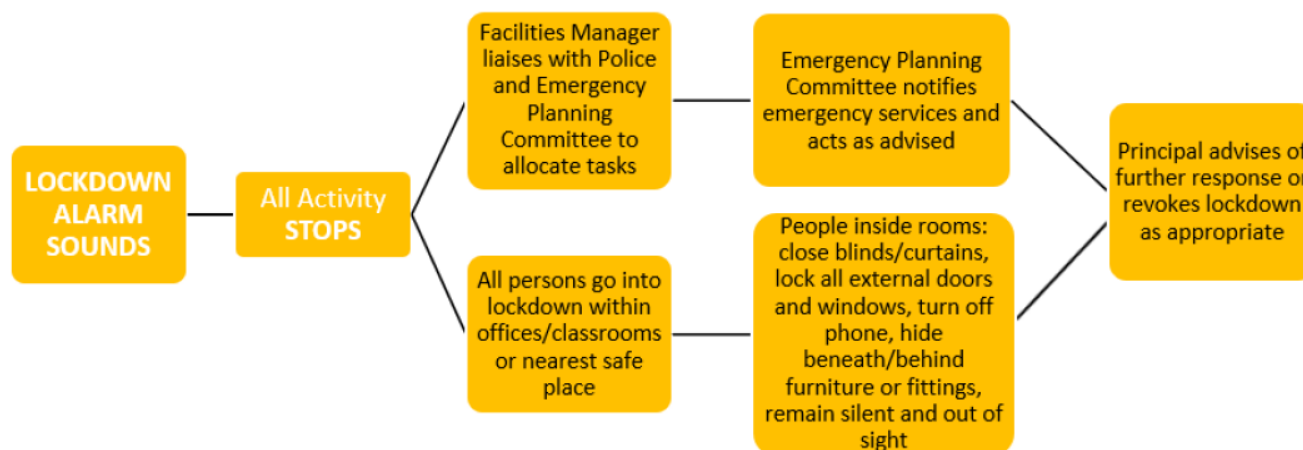 LOCKDOWN
ALARM
SOUNDS
All Activity
STOPS
Facilities Manager
liaises with Police
and Emergency
Planning
Committee to
allocate tasks
Emergency Planning
Committee notifies
emergency services and
acts as advised
All persons go into
lockdown within
offices/classrooms
or nearest safe
place
People inside rooms:
close blinds/curtains,
lock all external doors
and windows, turn off
phone, hide
beneath/behind
furniture or fittings,
remain silent and out of
sight
Principal advises of
further response or
revokes lockdown
as appropriate